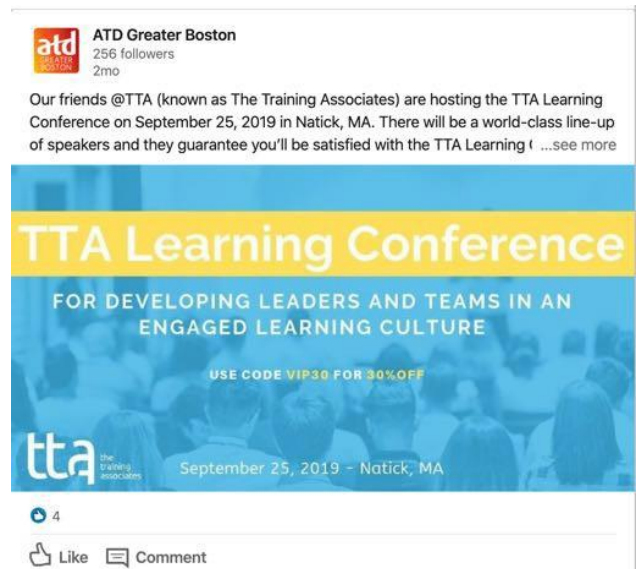 atd
GREATER
BOSTON
ATD Greater Boston
256 followers
2mo
Our friends @TTA (known as The Training Associates) are hosting the TTA Learning
Conference on September 25, 2019 in Natick, MA. There will be a world-class line-up
of speakers and they guarantee you'll be satisfied with the TTA Learning ...see more
TTA Learning Conference
FOR DEVELOPING LEADERS AND TEAMS IN AN
ENGAGED LEARNING CULTURE
USE CODE VIP30 FOR 30%OFF
tta
the
training
associates
September 25, 2019 - Natick, MA
4
Like Comment